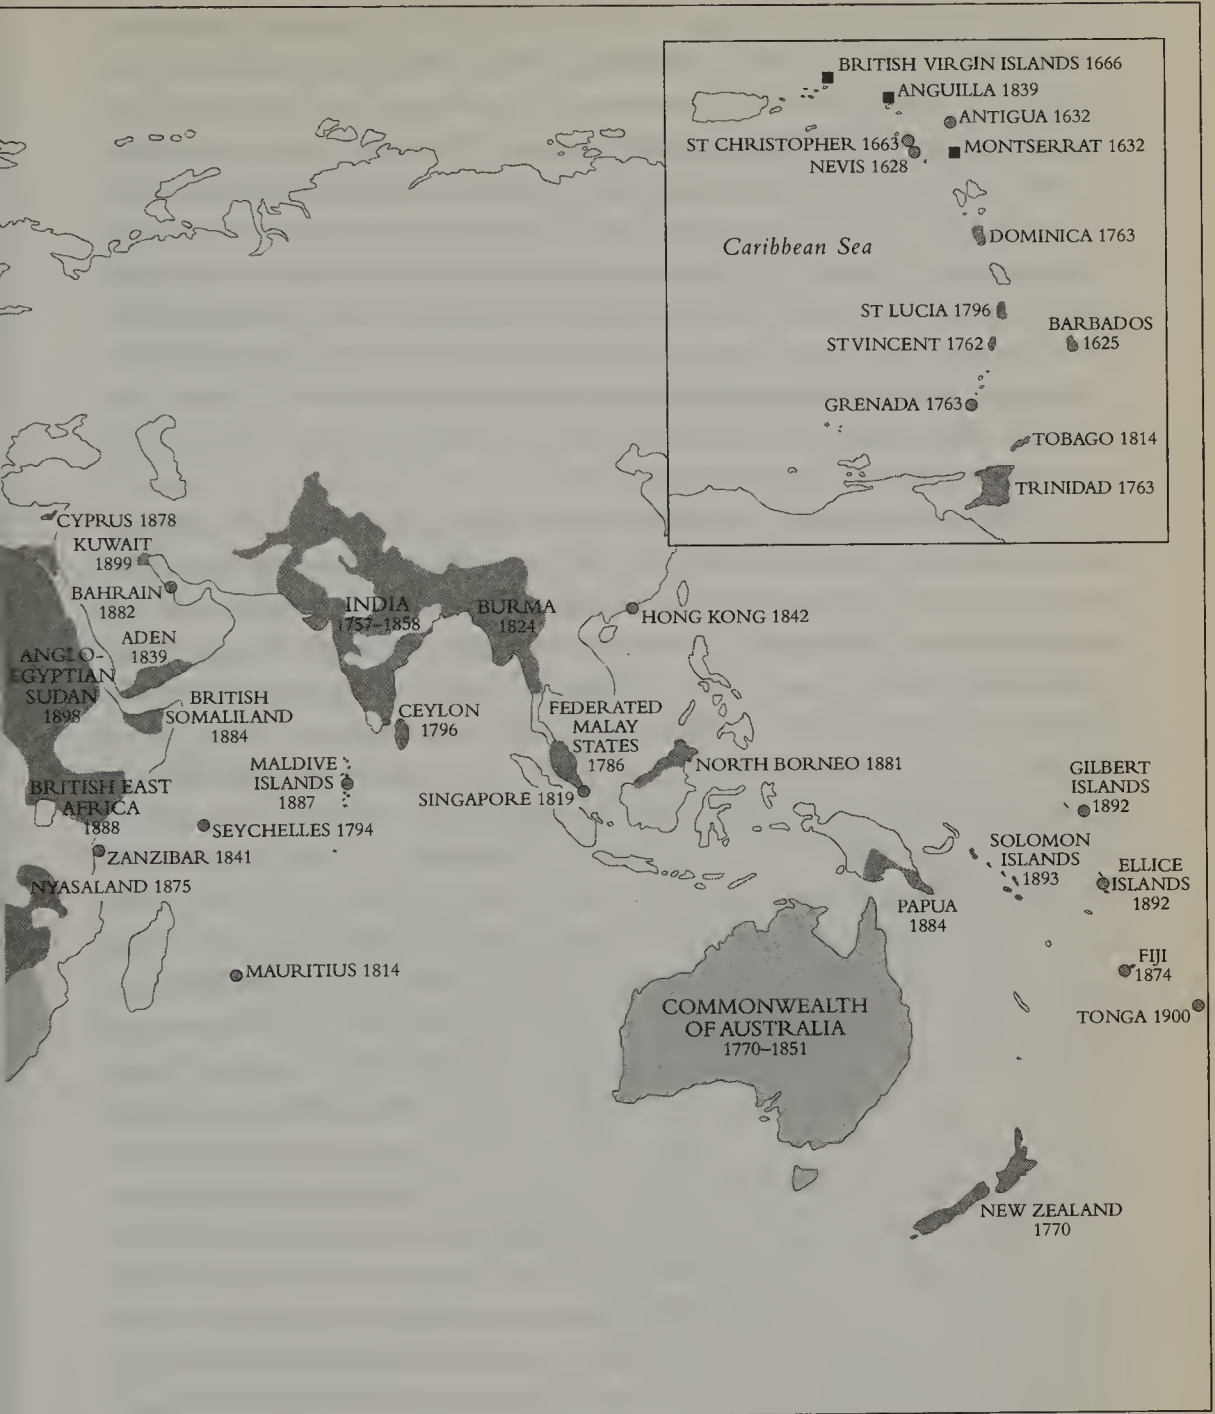 BRITISH VIRGIN ISLANDS 1666
ANGUILLA 1839
ANTIGUA 1632
ST CHRISTOPHER 1663
MONTSERRAT 1632
NEVIS 1628
DOMINICA 1763
Caribbean Sea
ST LUCIA 1796
BARBADOS
1625
ST VINCENT 1762
GRENADA 1763
TOBAGO 1814
TRINIDAD 1763
CYPRUS 1878
KUWAIT
1899
BAHRAIN
1882
ADEN
1839
ANGLO-
EGYPTIAN
SUDAN
1898
BRITISH
SOMALILAND
1884
INDIA
1757–1858
BURMA
1824
HONG KONG 1842
CEYLON
1796
FEDERATED
MALAY
STATES
1786
MALDIVE
ISLANDS
1887
NORTH BORNEO 1881
SINGAPORE 1819
BRITISH EAST
AFRICA
1888
SEYCHELLES 1794
ZANZIBAR 1841
NYASALAND 1875
GILBERT
ISLANDS
1892
SOLOMON
ISLANDS
1893
ELLICE
ISLANDS
1892
PAPUA
1884
MAURITIUS 1814
FIJI
1874
COMMONWEALTH
OF AUSTRALIA
1770–1851
TONGA 1900
NEW ZEALAND
1770